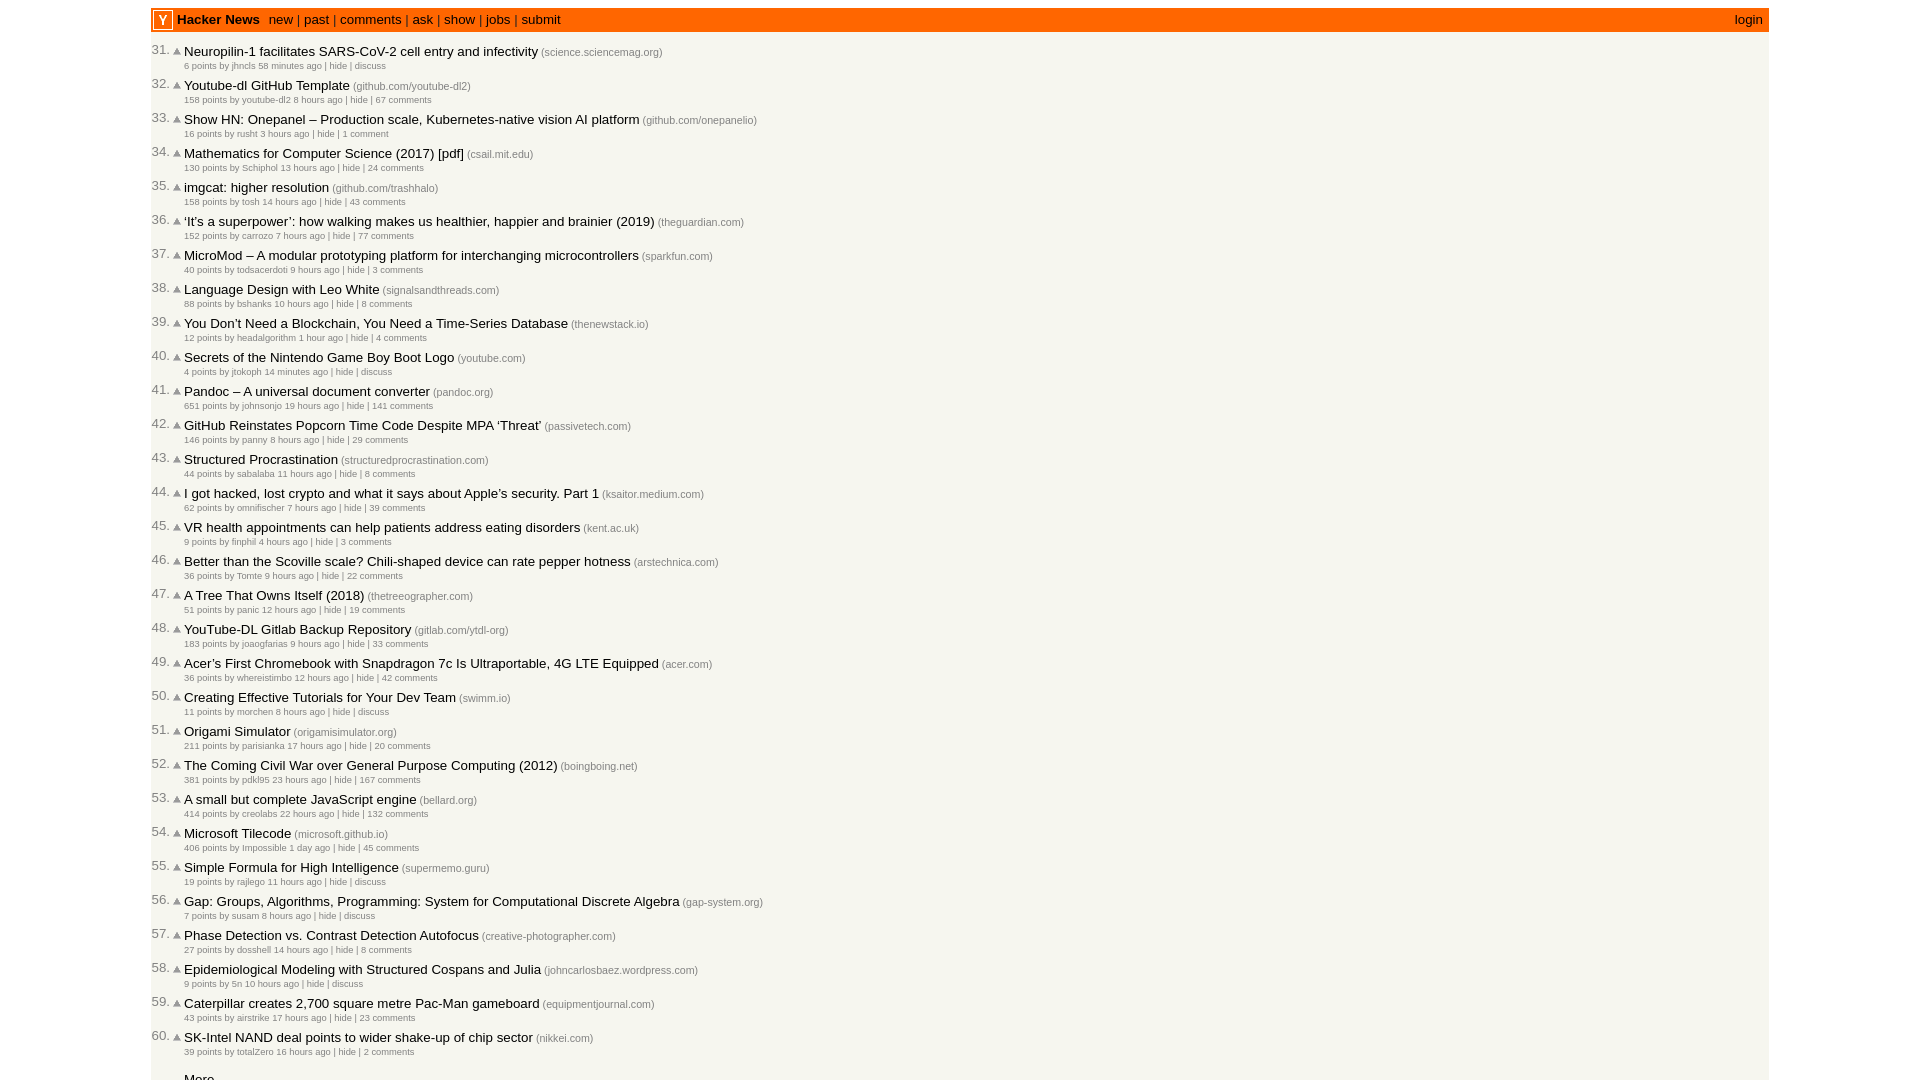 Y Hacker News new | past | comments | ask | show | jobs | submit login
31. Neuropilin-1 facilitates SARS-CoV-2 cell entry and infectivity (science.sciencemag.org)
6 points by jhncls 58 minutes ago | hide | discuss
32. Youtube-dl GitHub Template (github.com/youtube-dl2)
158 points by youtube-dl2 8 hours ago | hide | 67 comments
33. Show HN: Onepanel – Production scale, Kubernetes-native vision AI platform (github.com/onepanelio)
16 points by rusht 3 hours ago | hide | 1 comment
34. Mathematics for Computer Science (2017) [pdf] (csail.mit.edu)
130 points by Schiphol 13 hours ago | hide | 24 comments
35. imgcat: higher resolution (github.com/trashhalo)
158 points by tosh 14 hours ago | hide | 43 comments
36. ‘It’s a superpower’: how walking makes us healthier, happier and brainier (2019) (theguardian.com)
152 points by carrozo 7 hours ago | hide | 77 comments
37. MicroMod – A modular prototyping platform for interchanging microcontrollers (sparkfun.com)
40 points by todsacerdoti 9 hours ago | hide | 3 comments
38. Language Design with Leo White (signalsandthreads.com)
88 points by bshanks 10 hours ago | hide | 8 comments
39. You Don’t Need a Blockchain, You Need a Time-Series Database (thenewstack.io)
12 points by headalgorithm 1 hour ago | hide | 4 comments
40. Secrets of the Nintendo Game Boy Boot Logo (youtube.com)
4 points by jtokoph 14 minutes ago | hide | discuss
41. Pandoc – A universal document converter (pandoc.org)
651 points by johnsonjo 19 hours ago | hide | 141 comments
42. GitHub Reinstates Popcorn Time Code Despite MPA ‘Threat’ (passivetech.com)
146 points by panny 8 hours ago | hide | 29 comments
43. Structured Procrastination (structuredprocrastination.com)
44 points by sabalaba 11 hours ago | hide | 8 comments
44. I got hacked, lost crypto and what it says about Apple’s security. Part 1 (ksaitor.medium.com)
62 points by omnifischer 7 hours ago | hide | 39 comments
45. VR health appointments can help patients address eating disorders (kent.ac.uk)
9 points by finphil 4 hours ago | hide | 3 comments
46. Better than the Scoville scale? Chili-shaped device can rate pepper hotness (arstechnica.com)
36 points by Tomte 9 hours ago | hide | 22 comments
47. A Tree That Owns Itself (2018) (thetreeographer.com)
51 points by panic 12 hours ago | hide | 19 comments
48. YouTube-DL Gitlab Backup Repository (gitlab.com/ytdl-org)
183 points by joaogfarias 9 hours ago | hide | 33 comments
49. Acer’s First Chromebook with Snapdragon 7c Is Ultraportable, 4G LTE Equipped (acer.com)
36 points by whereistimbo 12 hours ago | hide | 42 comments
50. Creating Effective Tutorials for Your Dev Team (swimm.io)
11 points by morchen 8 hours ago | hide | discuss
51. Origami Simulator (origamisimulator.org)
211 points by parisianka 17 hours ago | hide | 20 comments
52. The Coming Civil War over General Purpose Computing (2012) (boingboing.net)
381 points by pdkl95 23 hours ago | hide | 167 comments
53. A small but complete JavaScript engine (bellard.org)
414 points by creolabs 22 hours ago | hide | 132 comments
54. Microsoft Tilecode (microsoft.github.io)
406 points by Impossible 1 day ago | hide | 45 comments
55. Simple Formula for High Intelligence (supermemo.guru)
19 points by rajlego 11 hours ago | hide | discuss
56. Gap: Groups, Algorithms, Programming: System for Computational Discrete Algebra (gap-system.org)
7 points by susam 8 hours ago | hide | discuss
57. Phase Detection vs. Contrast Detection Autofocus (creative-photographer.com)
27 points by dosshell 14 hours ago | hide | 8 comments
58. Epidemiological Modeling with Structured Cospans and Julia (johncarlosbaez.wordpress.com)
9 points by 5n 10 hours ago | hide | discuss
59. Caterpillar creates 2,700 square metre Pac-Man gameboard (equipmentjournal.com)
43 points by airstrike 17 hours ago | hide | 23 comments
60. SK-Intel NAND deal points to wider shake-up of chip sector (nikkei.com)
39 points by totalZero 16 hours ago | hide | 2 comments
More